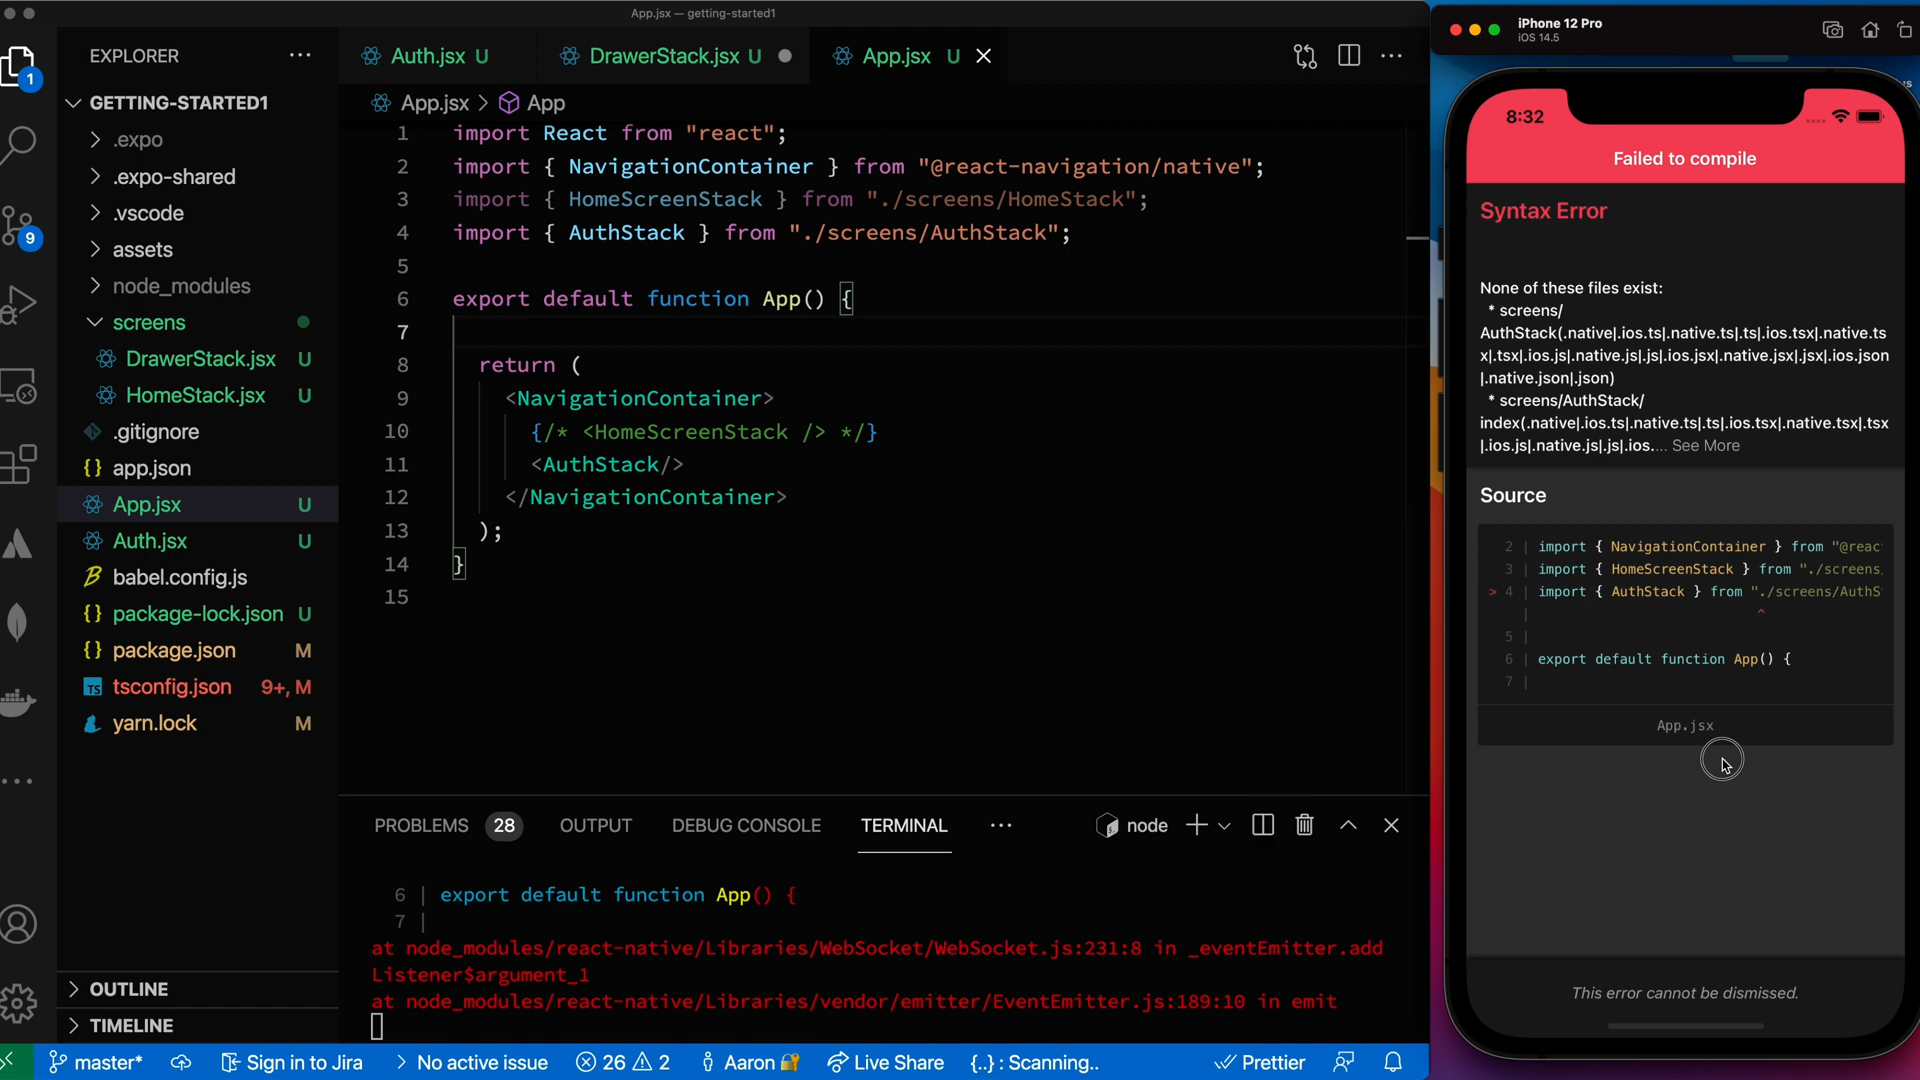 App.jsx — getting-started1
EXPLORER
Auth.jsx U
DrawerStack.jsx U
App.jsx U
iPhone 12 Pro
iOS 14.5
1
GETTING-STARTED1
App.jsx > App
.expo
.expo-shared
.vscode
assets
node_modules
screens
DrawerStack.jsx U
HomeStack.jsx U
.gitignore
app.json
App.jsx U
Auth.jsx U
babel.config.js
package-lock.json U
package.json M
tsconfig.json 9+, M
yarn.lock M
9
OUTLINE
TIMELINE
1 import React from "react";
2 import { NavigationContainer } from "@react-navigation/native";
3 import { HomeScreenStack } from "./screens/HomeStack";
4 import { AuthStack } from "./screens/AuthStack";
5
6 export default function App() {
7
8 return (
9 <NavigationContainer>
10 {/* <HomeScreenStack /> */}
11 <AuthStack/>
12 </NavigationContainer>
13 );
14 }
15
PROBLEMS 28 OUTPUT DEBUG CONSOLE TERMINAL
node
6 | export default function App() {
7 |
at node_modules/react-native/Libraries/WebSocket/WebSocket.js:231:8 in _eventEmitter.add
Listener$argument_1
at node_modules/react-native/Libraries/vendor/emitter/EventEmitter.js:189:10 in emit
master* Sign in to Jira > No active issue 26 2 Aaron Live Share {..} : Scanning.. Prettier
8:32
Failed to compile
Syntax Error
None of these files exist:
* screens/
AuthStack(.native|.ios.ts|.native.ts|.ts|.ios.tsx|.native.ts
x|.tsx|.ios.js|.native.js|.js|.ios.jsx|.native.jsx|.jsx|.ios.json
|.native.json|.json)
* screens/AuthStack/
index(.native|.ios.ts|.native.ts|.ts|.ios.tsx|.native.tsx|.tsx
|.ios.js|.native.js|.js|.ios.... See More
Source
2 | import { NavigationContainer } from "@reac
3 | import { HomeScreenStack } from "./screens
> 4 | import { AuthStack } from "./screens/AuthS
| ^
5 |
6 | export default function App() {
7 |
App.jsx
This error cannot be dismissed.